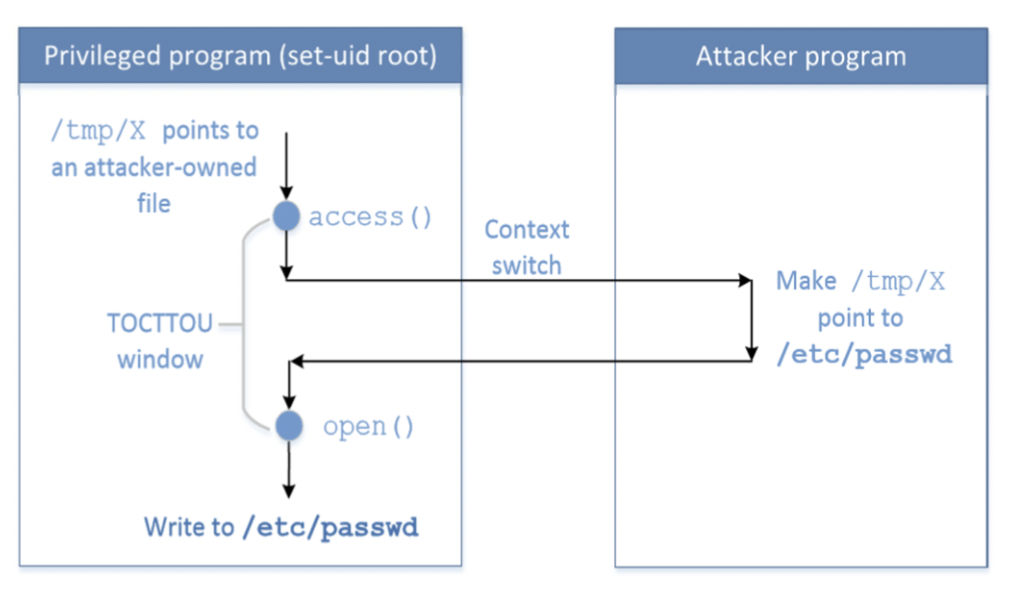 Privileged program (set-uid root)
Attacker program
/tmp/X points to
an attacker-owned
file
access()
Context
switch
Make /tmp/X
point to
/etc/passwd
TOCTTOU
window
open()
Write to /etc/passwd